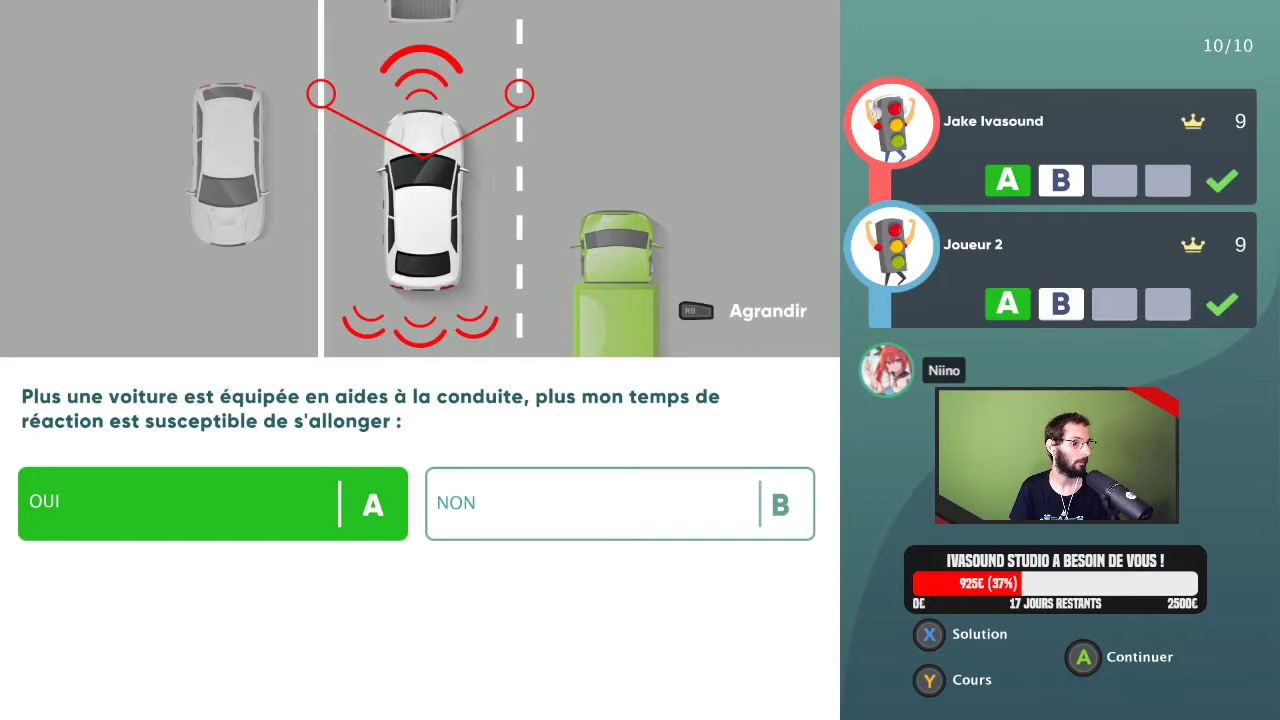 10/10
Jake Ivasound
9
A B
Joueur 2
9
A B
RB Agrandir
Niino
Plus une voiture est équipée en aides à la conduite, plus mon temps de
réaction est susceptible de s'allonger :
OUI A
NON B
IVASOUND STUDIO A BESOIN DE VOUS !
925€ (37%)
0€ 17 JOURS RESTANTS 2500€
X Solution
A Continuer
Y Cours